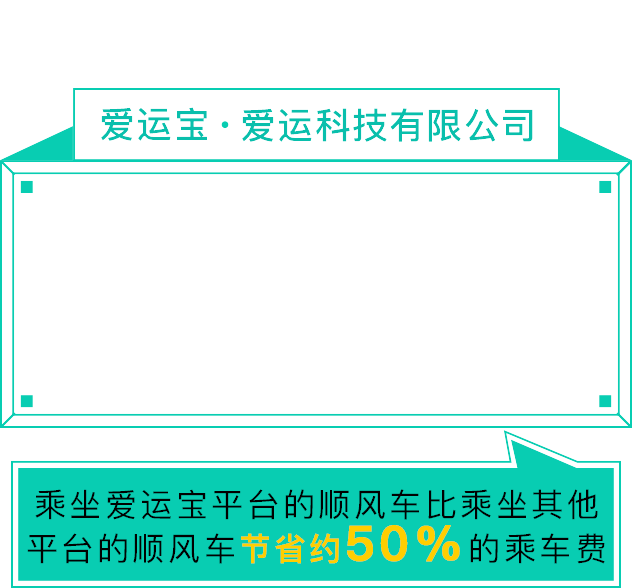 爱运宝·爱运科技有限公司
乘坐爱运宝平台的顺风车比乘坐其他
平台的顺风车节省约50%的乘车费